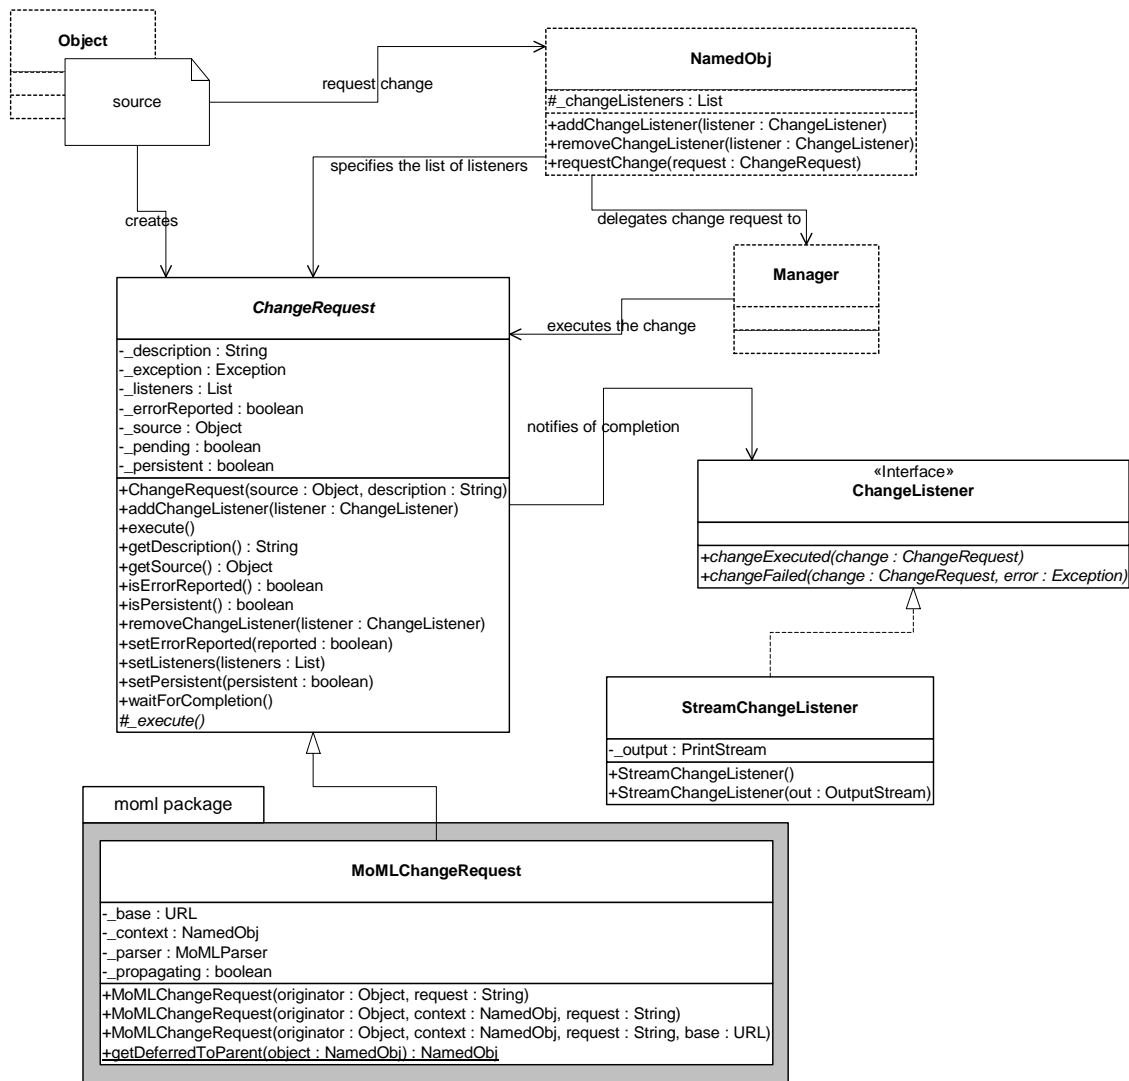 Object
source
request change
NamedObj
#_changeListeners : List
+addChangeListener(listener : ChangeListener)
+removeChangeListener(listener : ChangeListener)
+requestChange(request : ChangeRequest)
specifies the list of listeners
creates
delegates change request to
Manager
executes the change
ChangeRequest
-_description : String
-_exception : Exception
-_listeners : List
-_errorReported : boolean
-_source : Object
-_pending : boolean
-_persistent : boolean
+ChangeRequest(source : Object, description : String)
+addChangeListener(listener : ChangeListener)
+execute()
+getDescription() : String
+getSource() : Object
+isErrorReported() : boolean
+isPersistent() : boolean
+removeChangeListener(listener : ChangeListener)
+setErrorReported(reported : boolean)
+setListeners(listeners : List)
+setPersistent(persistent : boolean)
+waitForCompletion()
#_execute()
notifies of completion
«Interface»
ChangeListener
+changeExecuted(change : ChangeRequest)
+changeFailed(change : ChangeRequest, error : Exception)
StreamChangeListener
-_output : PrintStream
+StreamChangeListener()
+StreamChangeListener(out : OutputStream)
moml package
MoMLChangeRequest
-_base : URL
-_context : NamedObj
-_parser : MoMLParser
-_propagating : boolean
+MoMLChangeRequest(originator : Object, request : String)
+MoMLChangeRequest(originator : Object, context : NamedObj, request : String)
+MoMLChangeRequest(originator : Object, context : NamedObj, request : String, base : URL)
+getDeferredToParent(object : NamedObj) : NamedObj